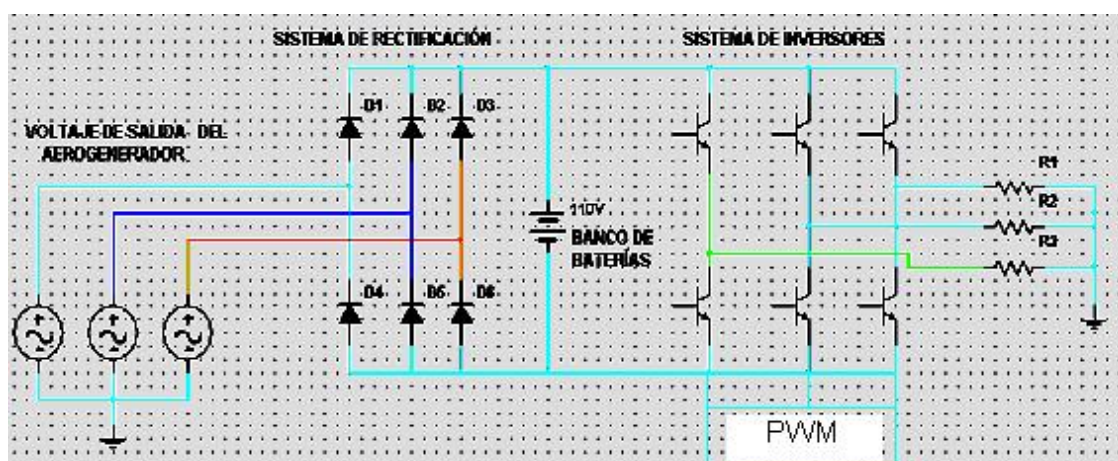 SISTEMA DE RECTIFICACIÓN
SISTEMA DE INVERSORES
D1
D2
D3
VOLTAJE DE SALIDA DEL
AEROGENERADOR
R1
R2
110V
BANCO DE
BATERÍAS
R3
D4
D5
D6
PWM